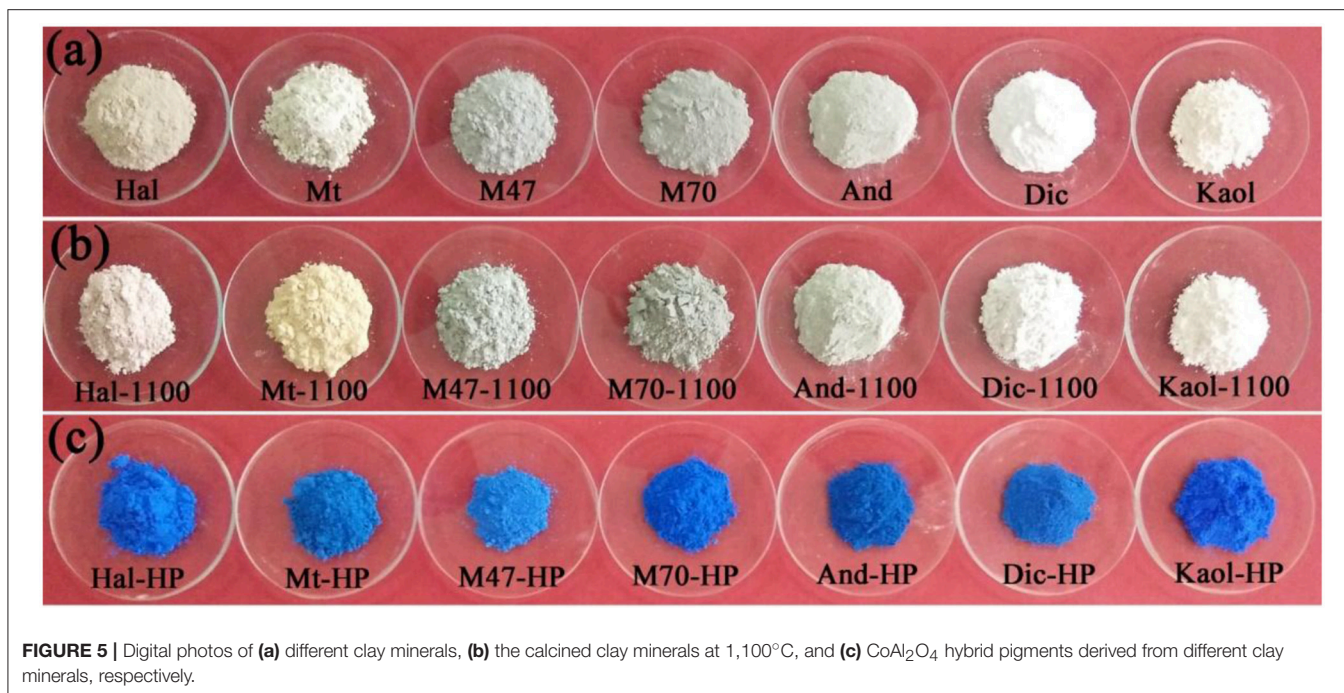 (a)
Hal Mt M47 M70 And Dic Kaol
(b)
Hal-1100 Mt-1100 M47-1100 M70-1100 And-1100 Dic-1100 Kaol-1100
(c)
Hal-HP Mt-HP M47-HP M70-HP And-HP Dic-HP Kaol-HP
FIGURE 5 | Digital photos of (a) different clay minerals, (b) the calcined clay minerals at 1,100°C, and (c) CoAl₂O₄ hybrid pigments derived from different clay
minerals, respectively.